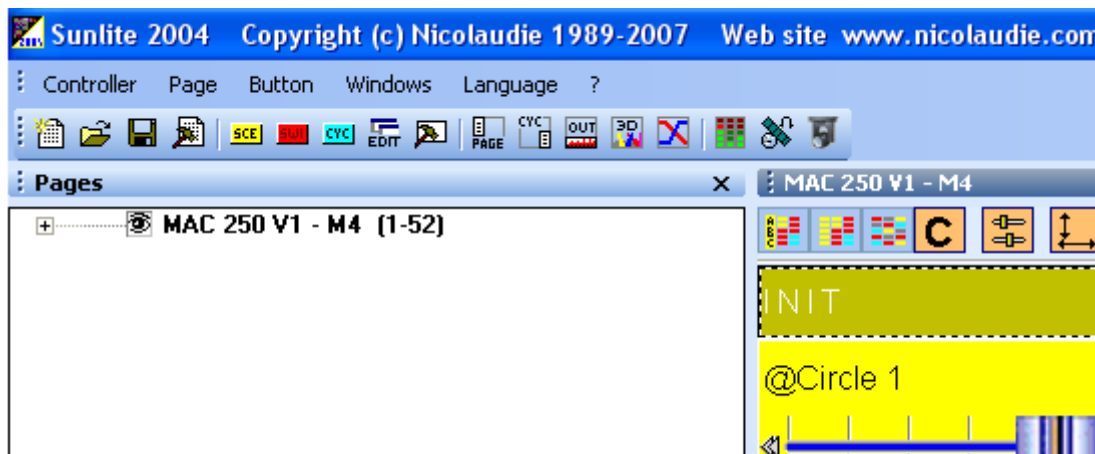 Sunlite 2004 Copyright (c) Nicolaudie 1989-2007 Web site www.nicolaudie.com
Controller Page Button Windows Language ?
SCE SWI CYC EDIT PAGE CYC OUT 3D
Pages
MAC 250 V1 - M4 (1-52)
MAC 250 V1 - M4
ABC C
INIT
@Circle 1